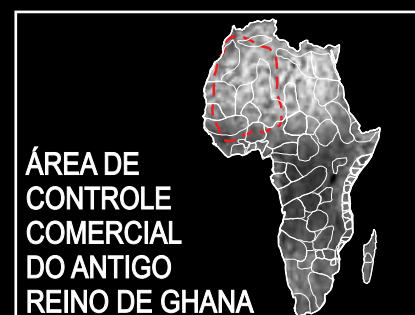 ÁREA DE
CONTROLE
COMERCIAL
DO ANTIGO
REINO DE GHANA